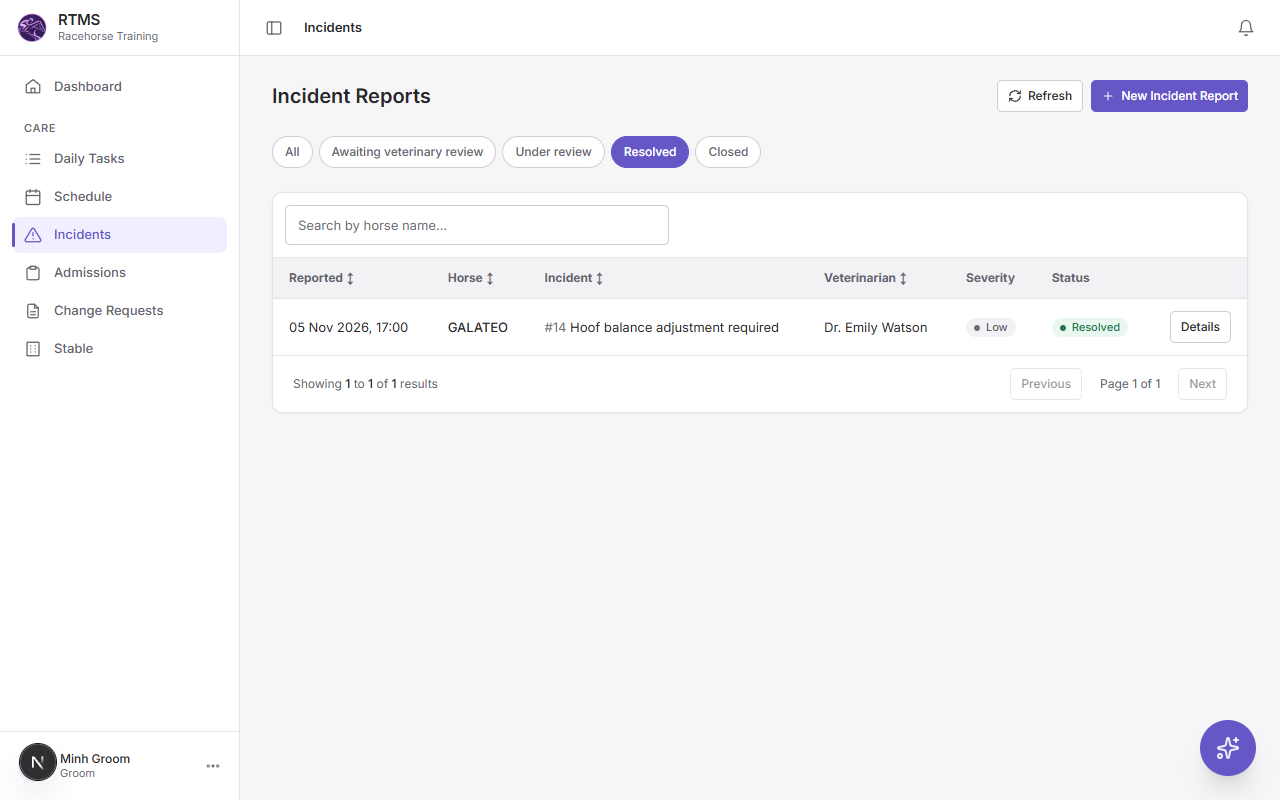 RTMS
Racehorse Training
Incidents
Dashboard
CARE
Daily Tasks
Schedule
Incidents
Admissions
Change Requests
Stable
N
Minh Groom
Groom
Incident Reports
Refresh
+ New Incident Report
All Awaiting veterinary review Under review Resolved Closed
Search by horse name...
Reported Horse Incident Veterinarian Severity Status
05 Nov 2026, 17:00 GALATEO #14 Hoof balance adjustment required Dr. Emily Watson Low Resolved Details
Showing 1 to 1 of 1 results Previous Page 1 of 1 Next